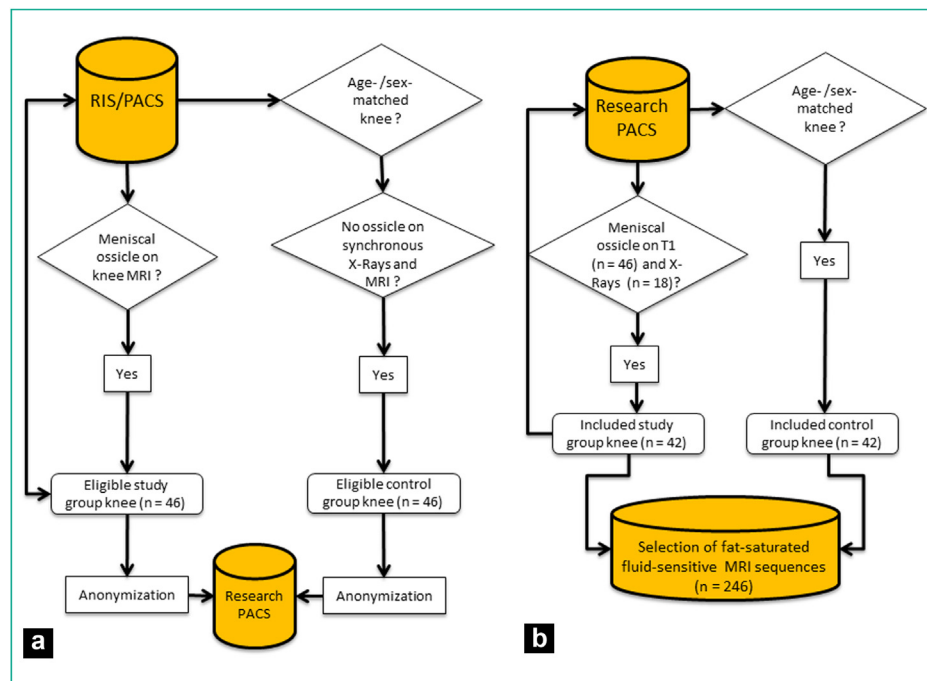 RIS/PACS
Age- /sex-
matched
knee ?
Meniscal
ossicle on
knee MRI ?
No ossicle on
synchronous
X-Rays and
MRI ?
Yes
Yes
Eligible study
group knee (n = 46)
Eligible control
group knee (n = 46)
Anonymization
Research
PACS
Anonymization
a
Research
PACS
Age- /sex-
matched
knee ?
Meniscal
ossicle on T1
(n = 46) and X-
Rays (n = 18)?
Yes
Yes
Included study
group knee (n = 42)
Included control
group knee (n = 42)
Selection of fat-saturated
fluid-sensitive MRI sequences
(n = 246)
b